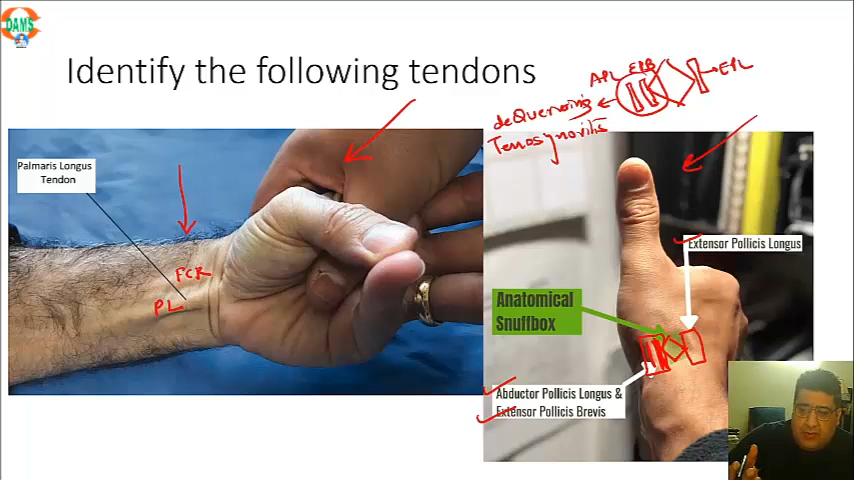 DAMS
Identify the following tendons
APL EPB
EPL
deQuervains
Tenosynovitis
Palmaris Longus
Tendon
FCR
PL
Extensor Pollicis Longus
Anatomical
Snuffbox
Abductor Pollicis Longus &
Extensor Pollicis Brevis